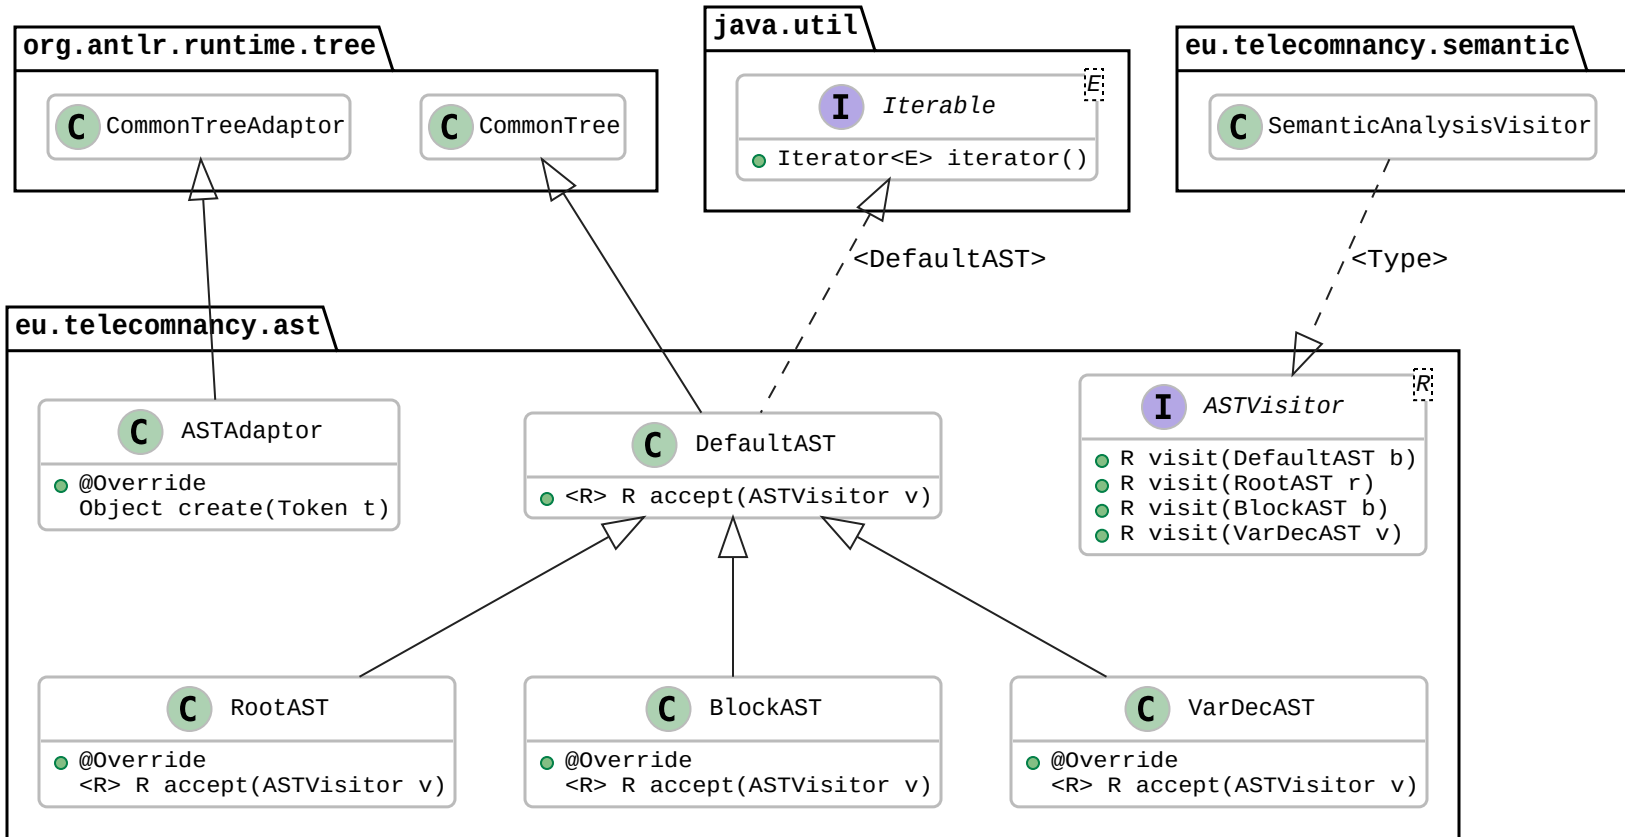 org.antlr.runtime.tree
C CommonTreeAdaptor
C CommonTree
java.util
I Iterable
E
Iterator<E> iterator()
eu.telecomnancy.semantic
C SemanticAnalysisVisitor
<DefaultAST>
<Type>
eu.telecomnancy.ast
C ASTAdaptor
@Override
Object create(Token t)
C DefaultAST
<R> R accept(ASTVisitor v)
I ASTVisitor
R
R visit(DefaultAST b)
R visit(RootAST r)
R visit(BlockAST b)
R visit(VarDecAST v)
C RootAST
@Override
<R> R accept(ASTVisitor v)
C BlockAST
@Override
<R> R accept(ASTVisitor v)
C VarDecAST
@Override
<R> R accept(ASTVisitor v)